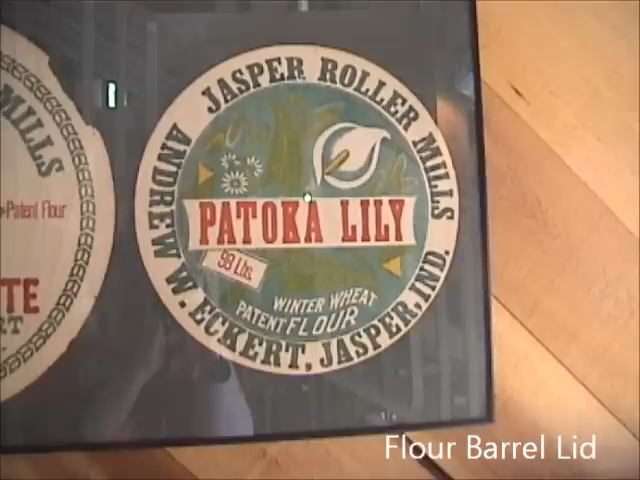 MILLS
Patent Flour
TE
RT
JASPER ROLLER MILLS
PATOKA LILY
98 Lbs.
WINTER WHEAT
PATENT FLOUR
ANDREW W. ECKERT, JASPER, IND.
Flour Barrel Lid